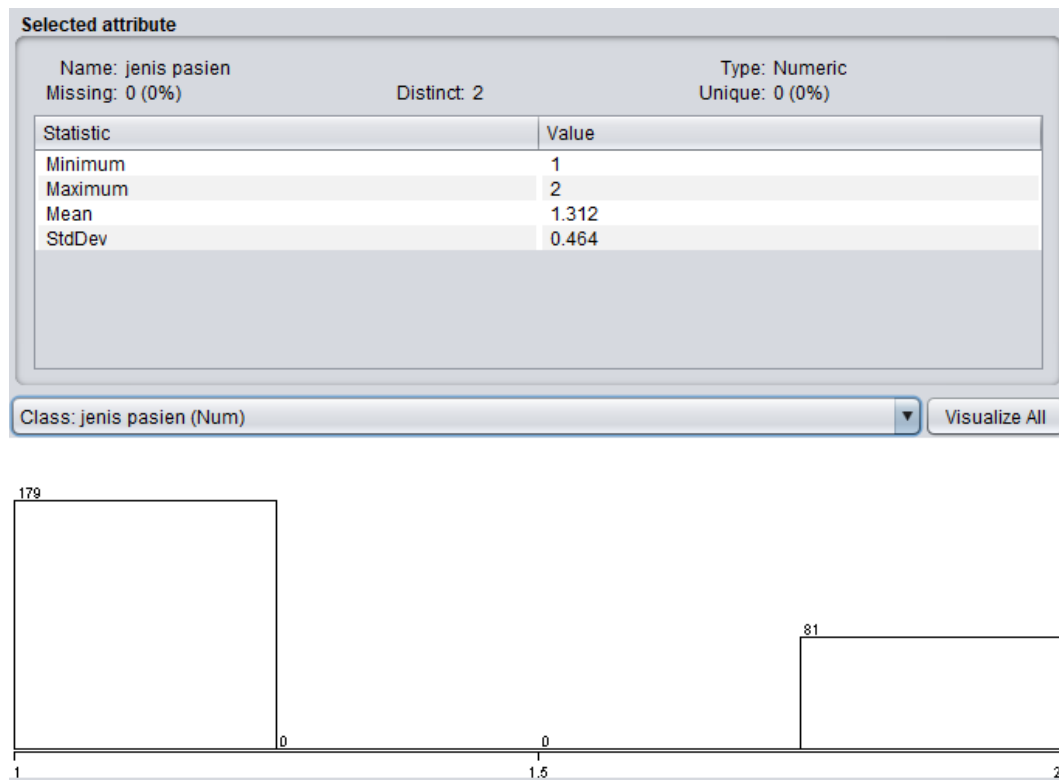 Selected attribute
Name: jenis pasien Type: Numeric
Missing: 0 (0%) Distinct: 2 Unique: 0 (0%)
Statistic Value
Minimum 1
Maximum 2
Mean 1.312
StdDev 0.464
Class: jenis pasien (Num) Visualize All
179
81
0 0
1 1.5 2